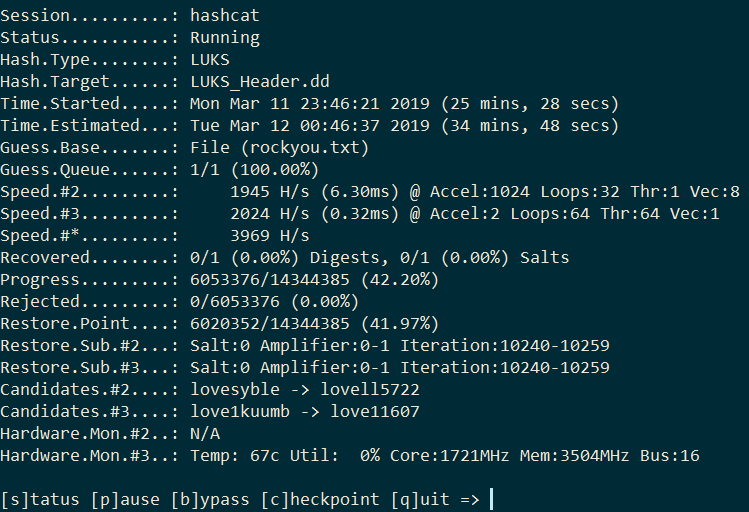 Session..........: hashcat
Status...........: Running
Hash.Type........: LUKS
Hash.Target......: LUKS_Header.dd
Time.Started.....: Mon Mar 11 23:46:21 2019 (25 mins, 28 secs)
Time.Estimated...: Tue Mar 12 00:46:37 2019 (34 mins, 48 secs)
Guess.Base.......: File (rockyou.txt)
Guess.Queue......: 1/1 (100.00%)
Speed.#2.........:     1945 H/s (6.30ms) @ Accel:1024 Loops:32 Thr:1 Vec:8
Speed.#3.........:     2024 H/s (0.32ms) @ Accel:2 Loops:64 Thr:64 Vec:1
Speed.#*.........:     3969 H/s
Recovered........: 0/1 (0.00%) Digests, 0/1 (0.00%) Salts
Progress.........: 6053376/14344385 (42.20%)
Rejected.........: 0/6053376 (0.00%)
Restore.Point....: 6020352/14344385 (41.97%)
Restore.Sub.#2...: Salt:0 Amplifier:0-1 Iteration:10240-10259
Restore.Sub.#3...: Salt:0 Amplifier:0-1 Iteration:10240-10259
Candidates.#2....: lovesyble -> lovell5722
Candidates.#3....: love1kuumb -> love11607
Hardware.Mon.#2..: N/A
Hardware.Mon.#3..: Temp: 67c Util:  0% Core:1721MHz Mem:3504MHz Bus:16
[s]tatus [p]ause [b]ypass [c]heckpoint [q]uit =>